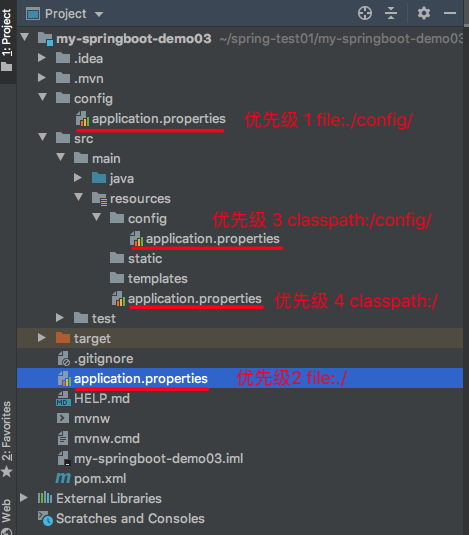 Project
1: Project
my-springboot-demo03 ~/spring-test01/my-springboot-demo03
.idea
.mvn
config
application.properties 优先级 1 file:./config/
src
main
java
resources
config 优先级 3 classpath:/config/
application.properties
static
templates
application.properties 优先级 4 classpath:/
test
target
.gitignore
application.properties 优先级2 file:./
HELP.md
mvnw
mvnw.cmd
my-springboot-demo03.iml
pom.xml
External Libraries
Scratches and Consoles
2: Favorites
Web